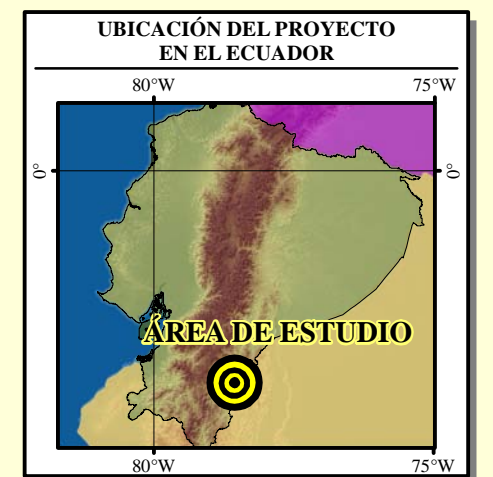 UBICACIÓN DEL PROYECTO
EN EL ECUADOR
80°W 75°W
0° 0°
ÁREA DE ESTUDIO
80°W 75°W